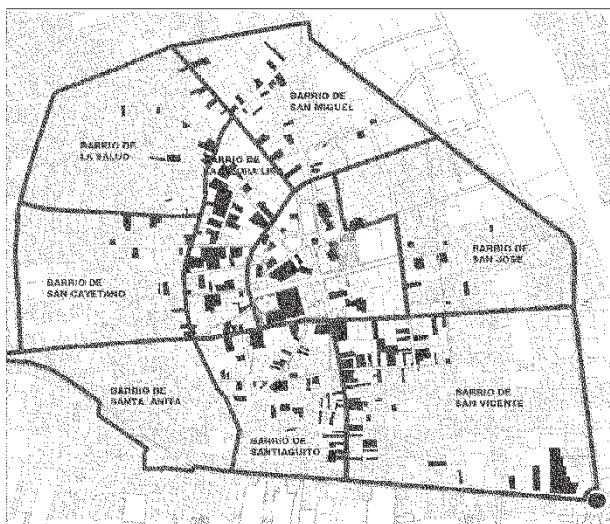 BARRIO DE
SAN MIGUEL
BARRIO DE
LA SALUD
BARRIO DE
BARRIO DE
SAN JOSE
BARRIO DE
SAN CAYETANO
BARRIO DE
SANTA ANITA
BARRIO DE
SAN VICENTE
BARRIO DE
SANTIAGUITO